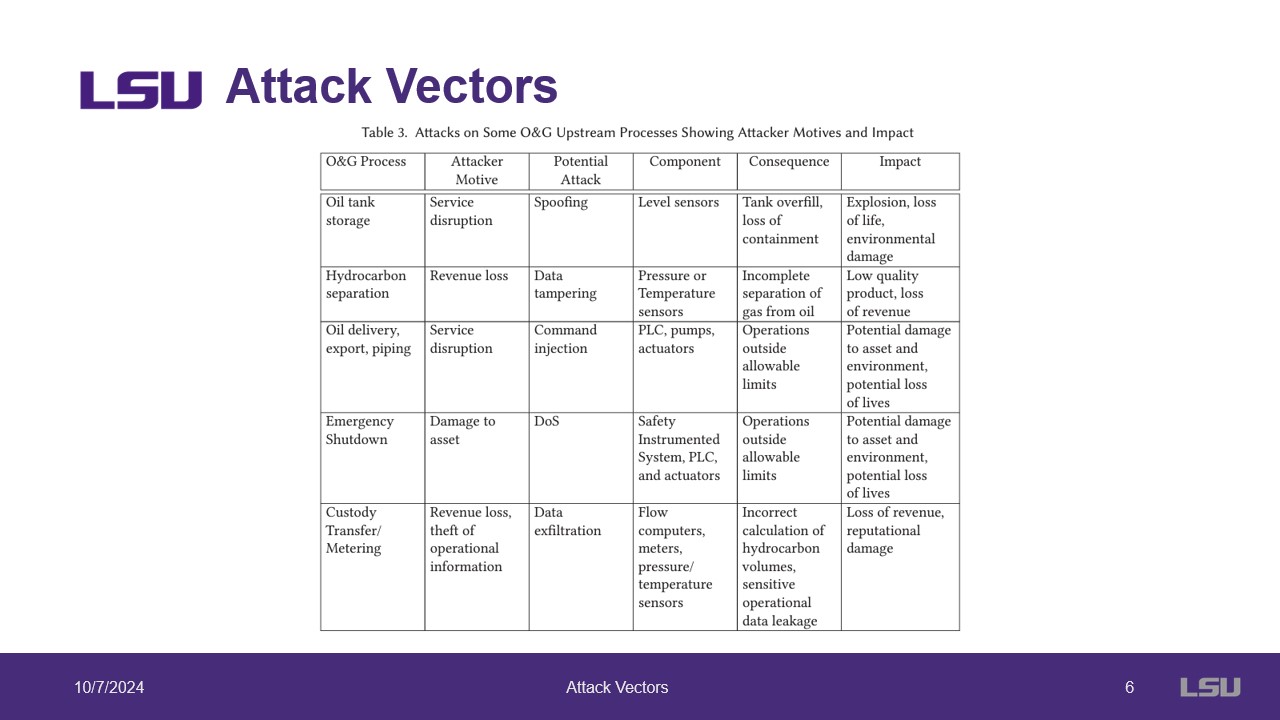 LSU Attack Vectors
Table 3. Attacks on Some O&G Upstream Processes Showing Attacker Motives and Impact
O&G Process
Attacker
Motive
Potential
Attack
Component
Consequence
Impact
Oil tank
storage
Service
disruption
Spoofing
Level sensors
Tank overfill,
loss of
containment
Explosion, loss
of life,
environmental
damage
Hydrocarbon
separation
Revenue loss
Data
tampering
Pressure or
Temperature
sensors
Incomplete
separation of
gas from oil
Low quality
product, loss
of revenue
Oil delivery,
export, piping
Service
disruption
Command
injection
PLC, pumps,
actuators
Operations
outside
allowable
limits
Potential damage
to asset and
environment,
potential loss
of lives
Emergency
Shutdown
Damage to
asset
DoS
Safety
Instrumented
System, PLC,
and actuators
Operations
outside
allowable
limits
Potential damage
to asset and
environment,
potential loss
of lives
Custody
Transfer/
Metering
Revenue loss,
theft of
operational
information
Data
exfiltration
Flow
computers,
meters,
pressure/
temperature
sensors
Incorrect
calculation of
hydrocarbon
volumes,
sensitive
operational
data leakage
Loss of revenue,
reputational
damage
10/7/2024
Attack Vectors
6
LSU